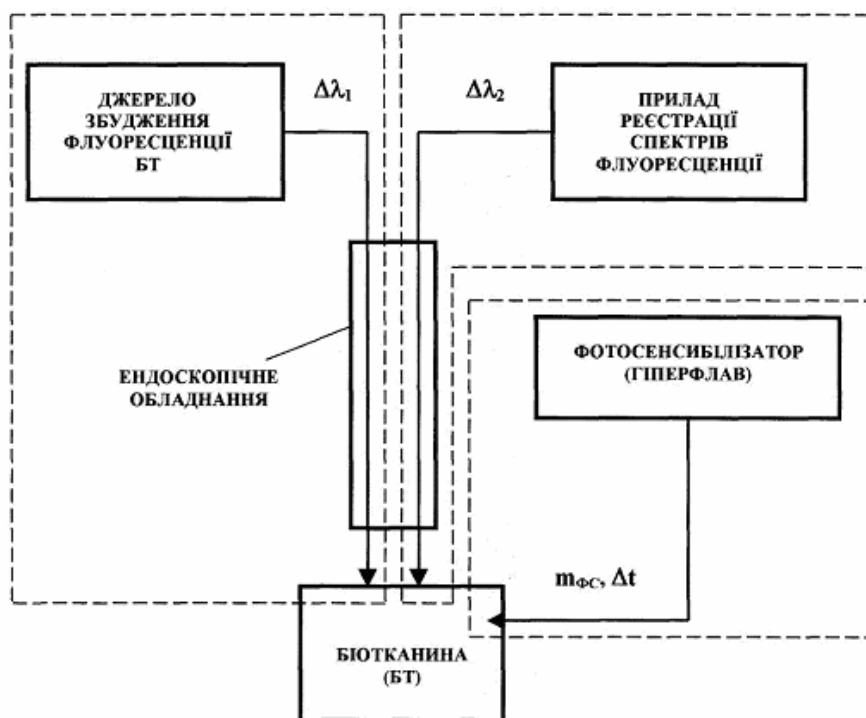 ДЖЕРЕЛО
ЗБУДЖЕННЯ
ФЛУОРЕСЦЕНЦІЇ
БТ
Δλ₁
Δλ₂
ПРИЛАД
РЕЄСТРАЦІЇ
СПЕКТРІВ
ФЛУОРЕСЦЕНЦІЇ
ЕНДОСКОПІЧНЕ
ОБЛАДНАННЯ
ФОТОСЕНСИБІЛІЗАТОР
(ГІПЕРФЛАВ)
mФС, Δt
БІОТКАНИНА
(БТ)